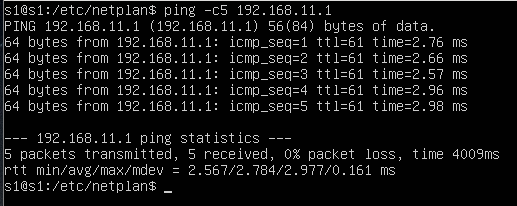 s1@s1:/etc/netplan$ ping -c5 192.168.11.1
PING 192.168.11.1 (192.168.11.1) 56(84) bytes of data.
64 bytes from 192.168.11.1: icmp_seq=1 ttl=61 time=2.76 ms
64 bytes from 192.168.11.1: icmp_seq=2 ttl=61 time=2.66 ms
64 bytes from 192.168.11.1: icmp_seq=3 ttl=61 time=2.57 ms
64 bytes from 192.168.11.1: icmp_seq=4 ttl=61 time=2.96 ms
64 bytes from 192.168.11.1: icmp_seq=5 ttl=61 time=2.98 ms
--- 192.168.11.1 ping statistics ---
5 packets transmitted, 5 received, 0% packet loss, time 4009ms
rtt min/avg/max/mdev = 2.567/2.784/2.977/0.161 ms
s1@s1:/etc/netplan$ _